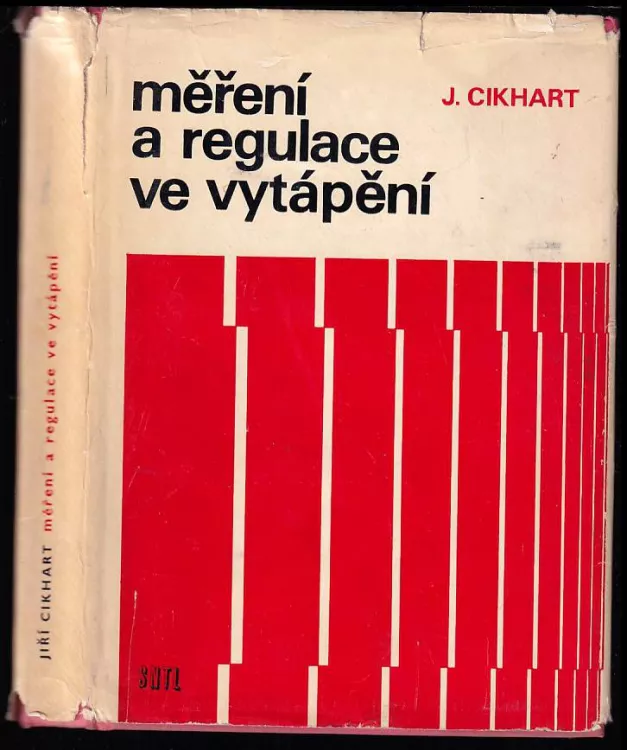 měření
a regulace
ve vytápění
J. CIKHART
SNTL
JIŘÍ CIKHART měření a regulace ve vytápění